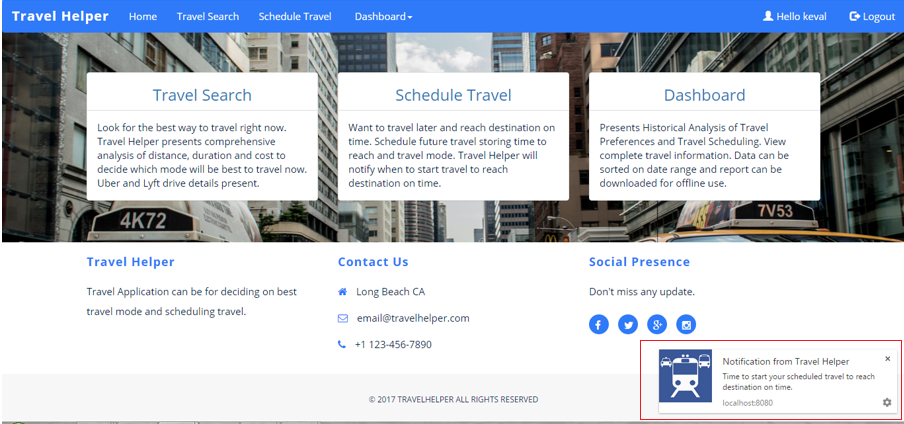 Travel Helper Home Travel Search Schedule Travel Dashboard Hello keval Logout
Travel Search
Look for the best way to travel right now.
Travel Helper presents comprehensive
analysis of distance, duration and cost to
decide which mode will be best to travel now.
Uber and Lyft drive details present.
Schedule Travel
Want to travel later and reach destination on
time. Schedule future travel storing time to
reach and travel mode. Travel Helper will
notify when to start travel to reach
destination on time.
Dashboard
Presents Historical Analysis of Travel
Preferences and Travel Scheduling. View
complete travel information. Data can be
sorted on date range and report can be
downloaded for offline use.
4K72
7V53
Travel Helper
Travel Application can be for deciding on best
travel mode and scheduling travel.
Contact Us
Long Beach CA
email@travelhelper.com
+1 123-456-7890
Social Presence
Don't miss any update.
Notification from Travel Helper
Time to start your scheduled travel to reach
destination on time.
localhost:8080
© 2017 TRAVELHELPER ALL RIGHTS RESERVED